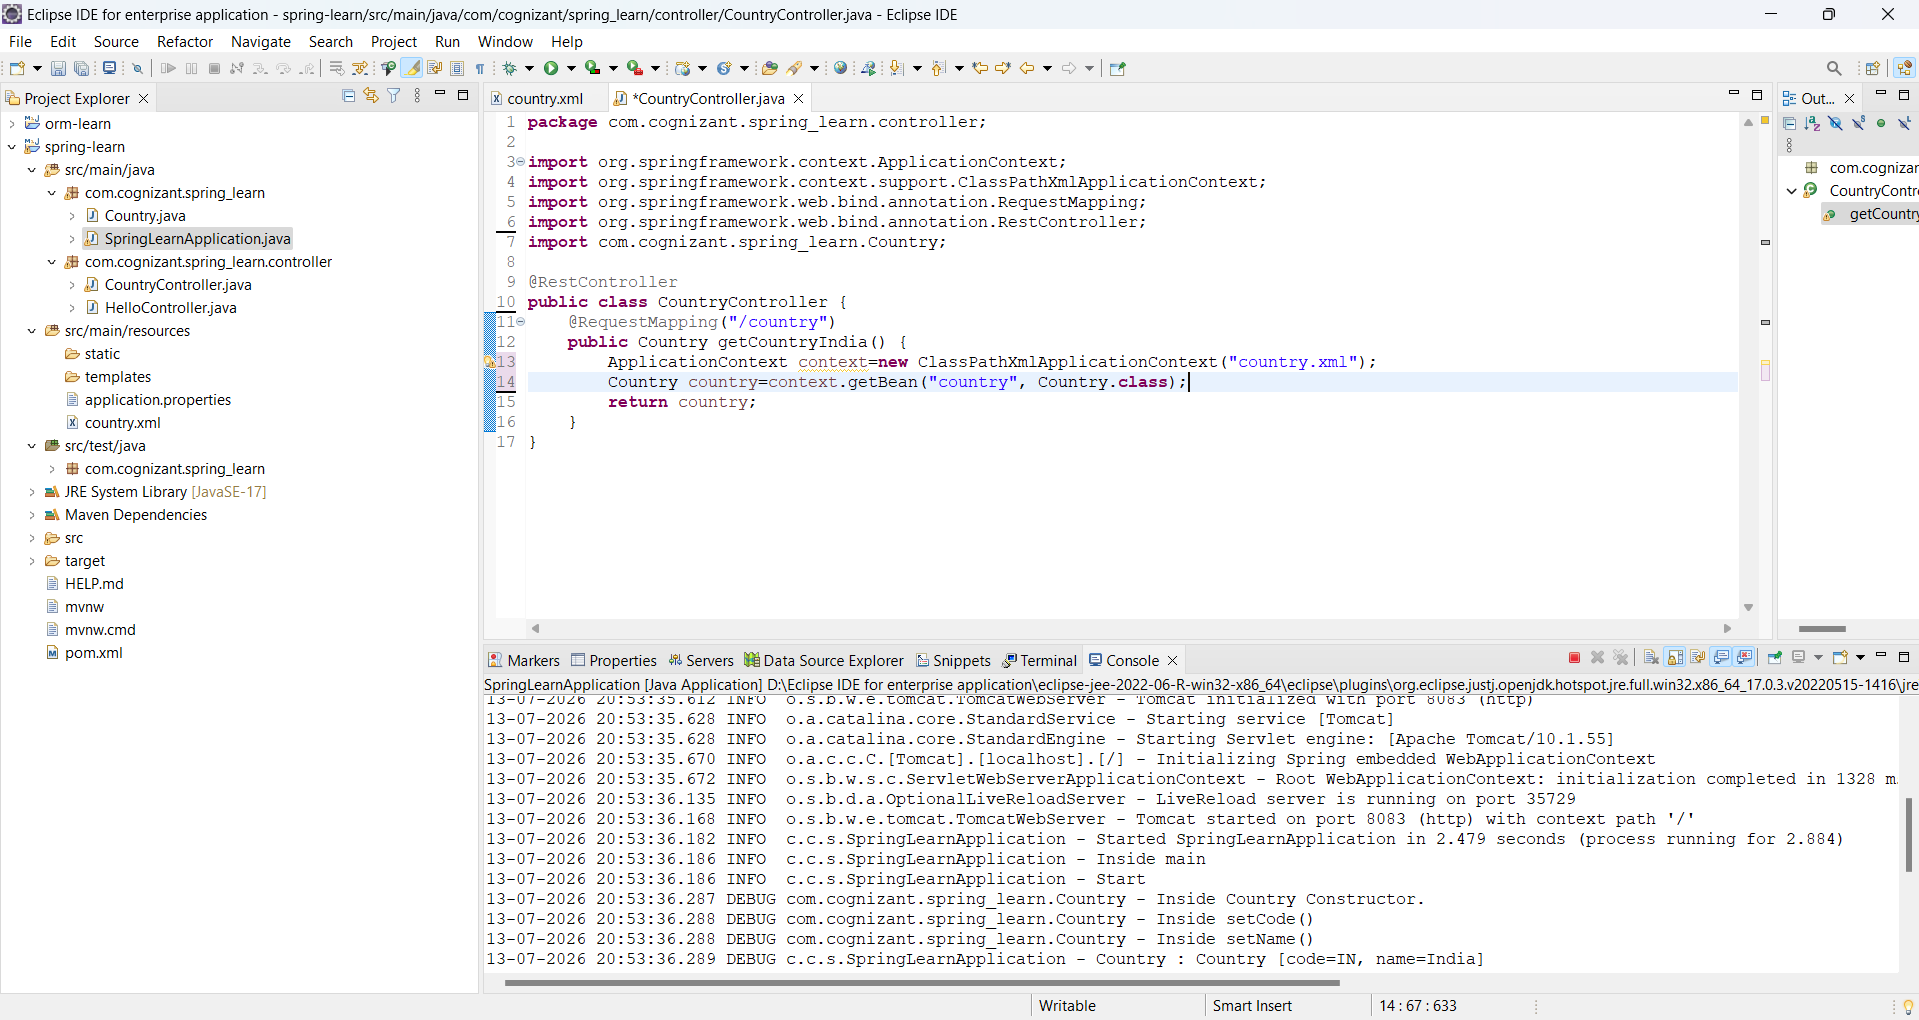 Eclipse IDE for enterprise application - spring-learn/src/main/java/com/cognizant/spring_learn/controller/CountryController.java - Eclipse IDE
File Edit Source Refactor Navigate Search Project Run Window Help
Project Explorer
orm-learn
spring-learn
src/main/java
com.cognizant.spring_learn
Country.java
SpringLearnApplication.java
com.cognizant.spring_learn.controller
CountryController.java
HelloController.java
src/main/resources
static
templates
application.properties
country.xml
src/test/java
com.cognizant.spring_learn
JRE System Library [JavaSE-17]
Maven Dependencies
src
target
HELP.md
mvnw
mvnw.cmd
pom.xml
country.xml *CountryController.java
1 package com.cognizant.spring_learn.controller;
2
3 import org.springframework.context.ApplicationContext;
4 import org.springframework.context.support.ClassPathXmlApplicationContext;
5 import org.springframework.web.bind.annotation.RequestMapping;
6 import org.springframework.web.bind.annotation.RestController;
7 import com.cognizant.spring_learn.Country;
8
9 @RestController
10 public class CountryController {
11 @RequestMapping("/country")
12 public Country getCountryIndia() {
13 ApplicationContext context=new ClassPathXmlApplicationContext("country.xml");
14 Country country=context.getBean("country", Country.class);
15 return country;
16 }
17 }
Out...
com.cognizan
CountryContr
getCountry
Markers Properties Servers Data Source Explorer Snippets Terminal Console
SpringLearnApplication [Java Application] D:\Eclipse IDE for enterprise application\eclipse-jee-2022-06-R-win32-x86_64\eclipse\plugins\org.eclipse.justj.openjdk.hotspot.jre.full.win32.x86_64_17.0.3.v20220515-1416\jre
13-07-2026 20:53:35.612 INFO o.s.b.w.e.tomcat.TomcatWebServer - Tomcat initialized with port 8083 (http)
13-07-2026 20:53:35.628 INFO o.a.catalina.core.StandardService - Starting service [Tomcat]
13-07-2026 20:53:35.628 INFO o.a.catalina.core.StandardEngine - Starting Servlet engine: [Apache Tomcat/10.1.55]
13-07-2026 20:53:35.670 INFO o.a.c.c.C.[Tomcat].[localhost].[/] - Initializing Spring embedded WebApplicationContext
13-07-2026 20:53:35.672 INFO o.s.b.w.s.c.ServletWebServerApplicationContext - Root WebApplicationContext: initialization completed in 1328 m
13-07-2026 20:53:36.135 INFO o.s.b.d.a.OptionalLiveReloadServer - LiveReload server is running on port 35729
13-07-2026 20:53:36.168 INFO o.s.b.w.e.tomcat.TomcatWebServer - Tomcat started on port 8083 (http) with context path '/'
13-07-2026 20:53:36.182 INFO c.c.s.SpringLearnApplication - Started SpringLearnApplication in 2.479 seconds (process running for 2.884)
13-07-2026 20:53:36.186 INFO c.c.s.SpringLearnApplication - Inside main
13-07-2026 20:53:36.186 INFO c.c.s.SpringLearnApplication - Start
13-07-2026 20:53:36.287 DEBUG com.cognizant.spring_learn.Country - Inside Country Constructor.
13-07-2026 20:53:36.288 DEBUG com.cognizant.spring_learn.Country - Inside setCode()
13-07-2026 20:53:36.288 DEBUG com.cognizant.spring_learn.Country - Inside setName()
13-07-2026 20:53:36.289 DEBUG c.c.s.SpringLearnApplication - Country : Country [code=IN, name=India]
Writable Smart Insert 14 : 67 : 633